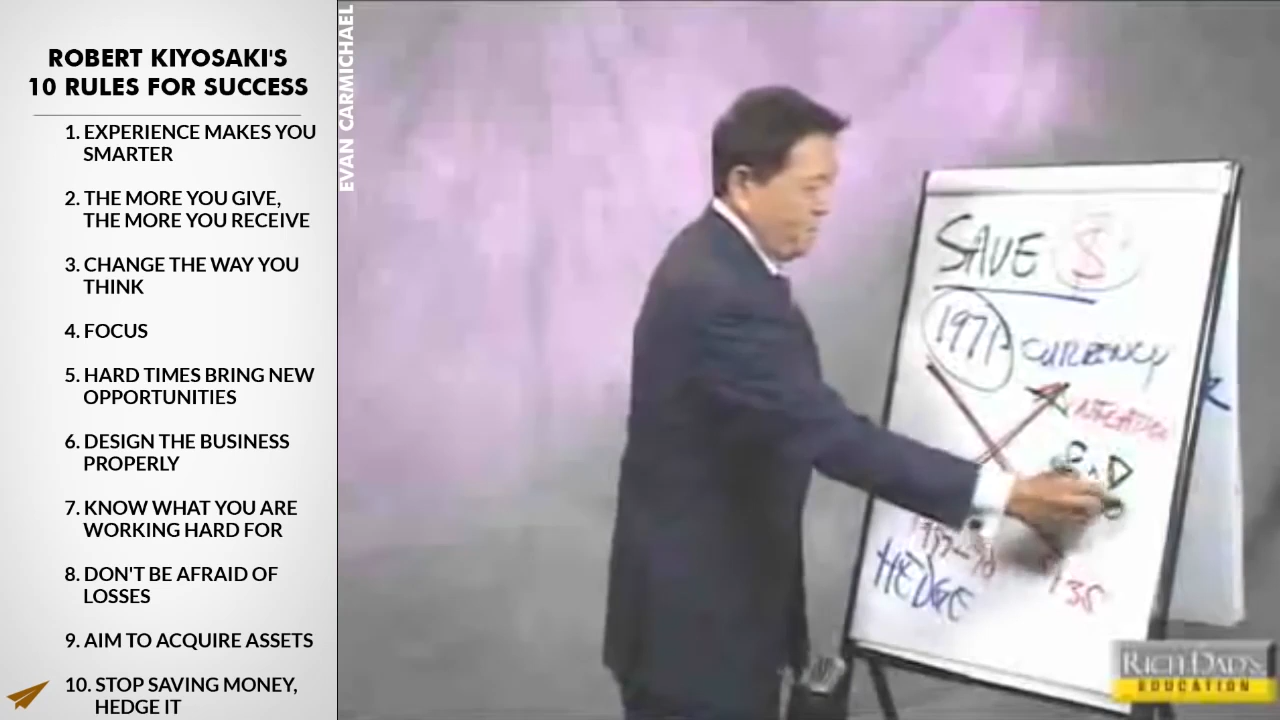 ROBERT KIYOSAKI'S
10 RULES FOR SUCCESS
1. EXPERIENCE MAKES YOU
SMARTER
2. THE MORE YOU GIVE,
THE MORE YOU RECEIVE
3. CHANGE THE WAY YOU
THINK
4. FOCUS
5. HARD TIMES BRING NEW
OPPORTUNITIES
6. DESIGN THE BUSINESS
PROPERLY
7. KNOW WHAT YOU ARE
WORKING HARD FOR
8. DON'T BE AFRAID OF
LOSSES
9. AIM TO ACQUIRE ASSETS
10. STOP SAVING MONEY,
HEDGE IT
EVAN CARMICHAEL
SAVE $
1971
CURRENCY
HEDGE
RICH DAD'S
EDUCATION